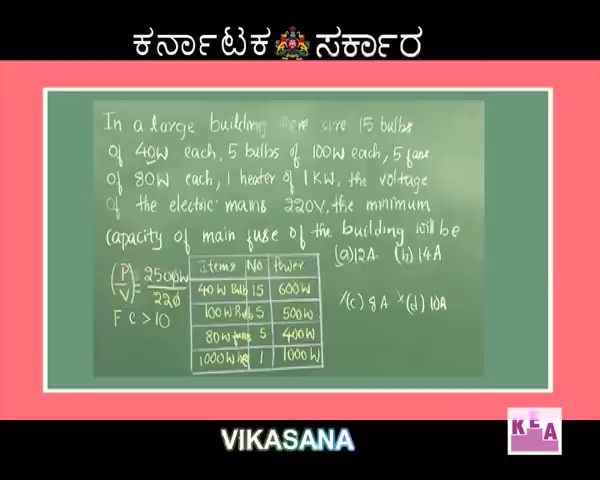 ಕರ್ನಾಟಕ ಸರ್ಕಾರ
In a large building there are 15 bulbs
of 40W each, 5 bulbs of 100W each, 5 fans
of 80W each, 1 heater of 1 KW, the voltage
of the electric mains 220V, the minimum
capacity of main fuse of the building will be
(a) 12A (b) 14A
(c) 8A (d) 10A
(P/V) = 2500W/220
F C > 10
Items No Power
40W Bulb 15 600W
100W 5 500W
80W fans 5 400W
1000W 1 1000W
VIKASANA
KEA